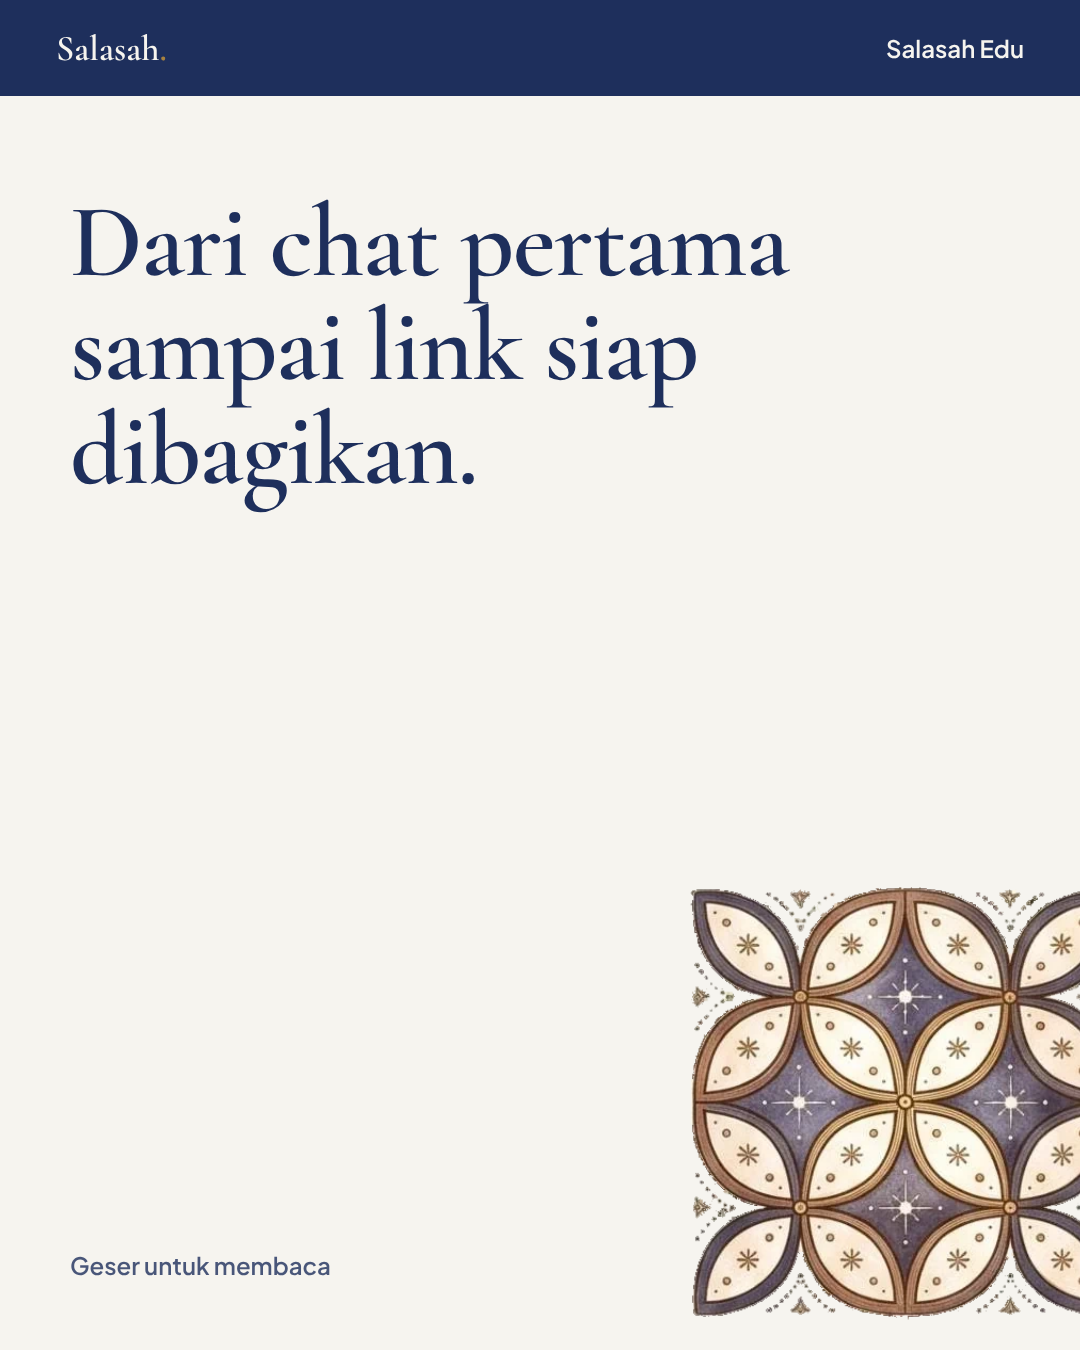 Salasah.
Salasah Edu
Dari chat pertama
sampai link siap
dibagikan.
Geser untuk membaca